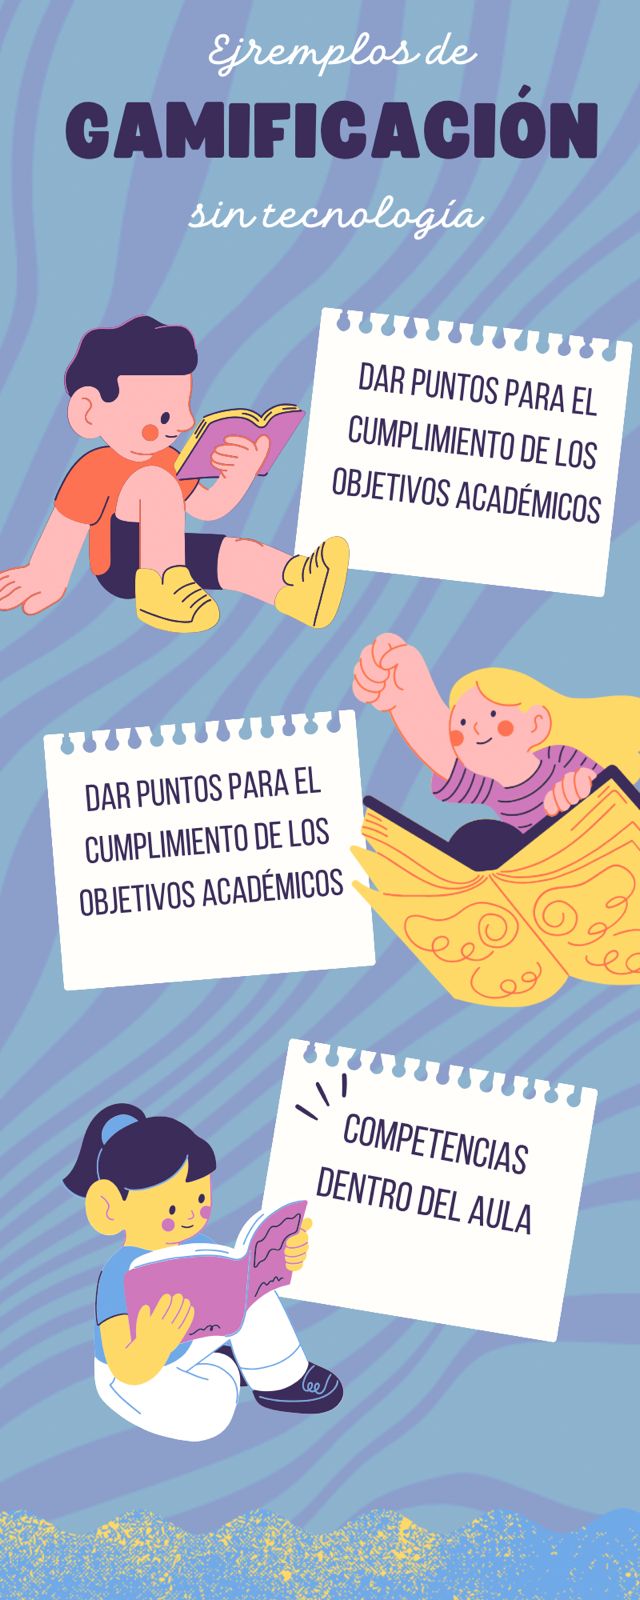 Ejremplos de
GAMIFICACIÓN
sin tecnología
DAR PUNTOS PARA EL
CUMPLIMIENTO DE LOS
OBJETIVOS ACADÉMICOS
DAR PUNTOS PARA EL
CUMPLIMIENTO DE LOS
OBJETIVOS ACADÉMICOS
COMPETENCIAS
DENTRO DEL AULA